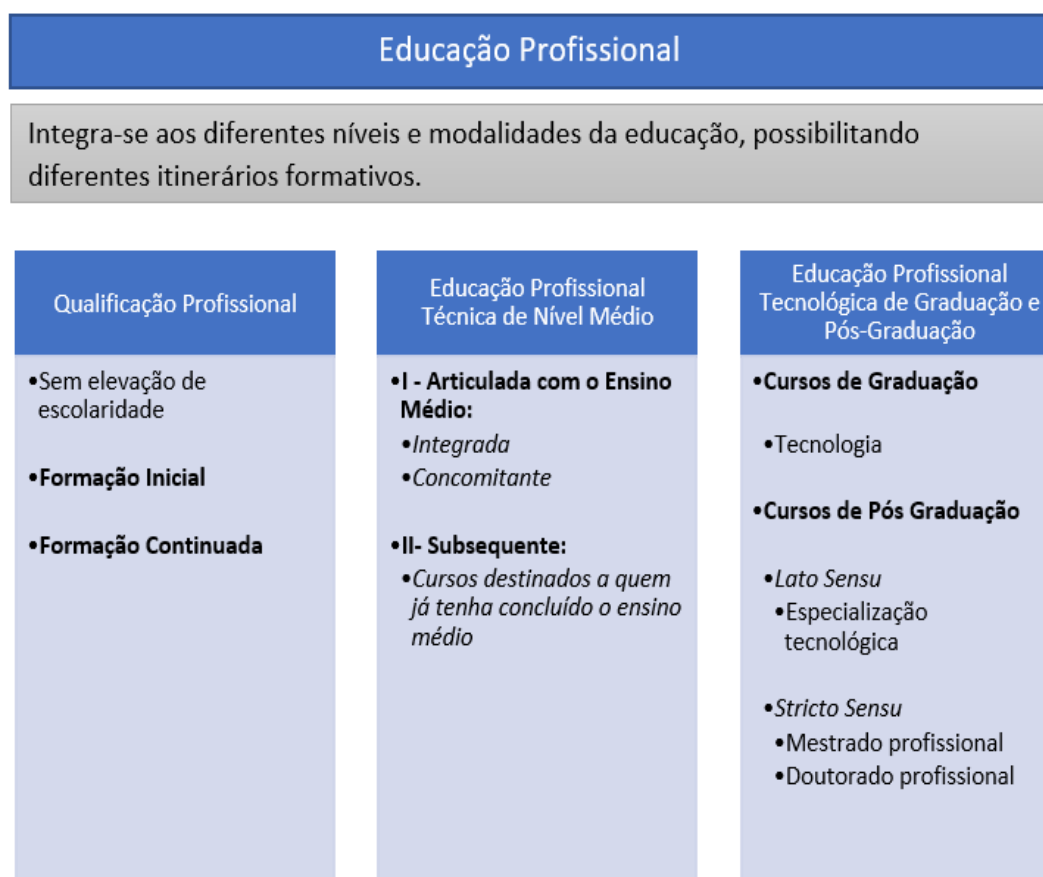 Educação Profissional
Integra-se aos diferentes níveis e modalidades da educação, possibilitando
diferentes itinerários formativos.
Qualificação Profissional
•Sem elevação de
escolaridade
•Formação Inicial
•Formação Continuada
Educação Profissional
Técnica de Nível Médio
•I - Articulada com o Ensino
Médio:
•Integrada
•Concomitante
•II- Subsequente:
•Cursos destinados a quem
já tenha concluído o ensino
médio
Educação Profissional
Tecnológica de Graduação e
Pós-Graduação
•Cursos de Graduação
•Tecnologia
•Cursos de Pós Graduação
•Lato Sensu
•Especialização
tecnológica
•Stricto Sensu
•Mestrado profissional
•Doutorado profissional